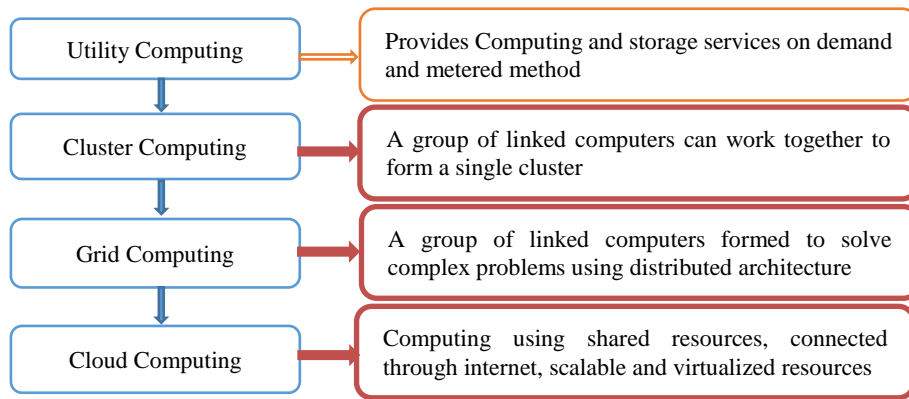 Utility Computing
Provides Computing and storage services on demand
and metered method
Cluster Computing
A group of linked computers can work together to
form a single cluster
Grid Computing
A group of linked computers formed to solve
complex problems using distributed architecture
Cloud Computing
Computing using shared resources, connected
through internet, scalable and virtualized resources